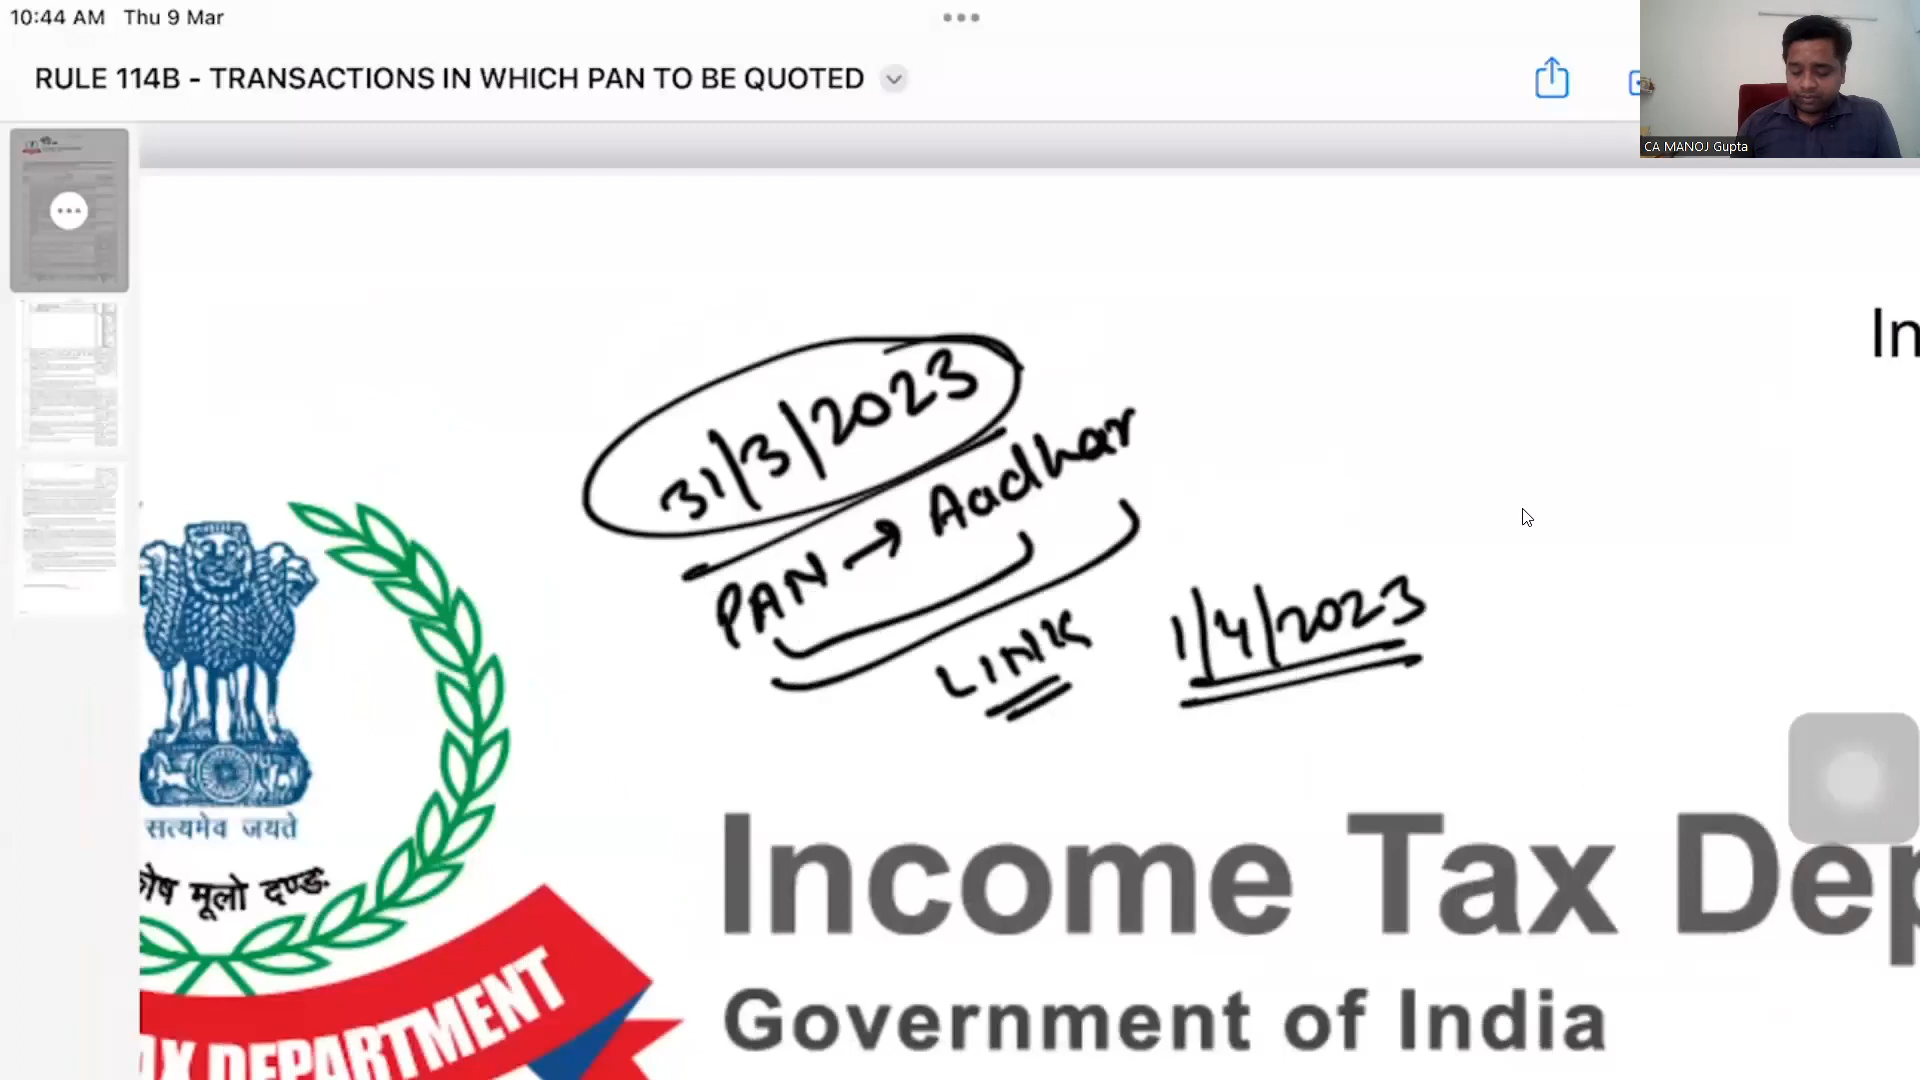 10:44 AM Thu 9 Mar
RULE 114B - TRANSACTIONS IN WHICH PAN TO BE QUOTED
CA MANOJ Gupta
In
31/3/2023
PAN → Aadhar
LINK
1/4/2023
सत्यमेव जयते
कोष मूलो दण्डः
Income Tax Dep
Government of India
AX DEPARTMENT